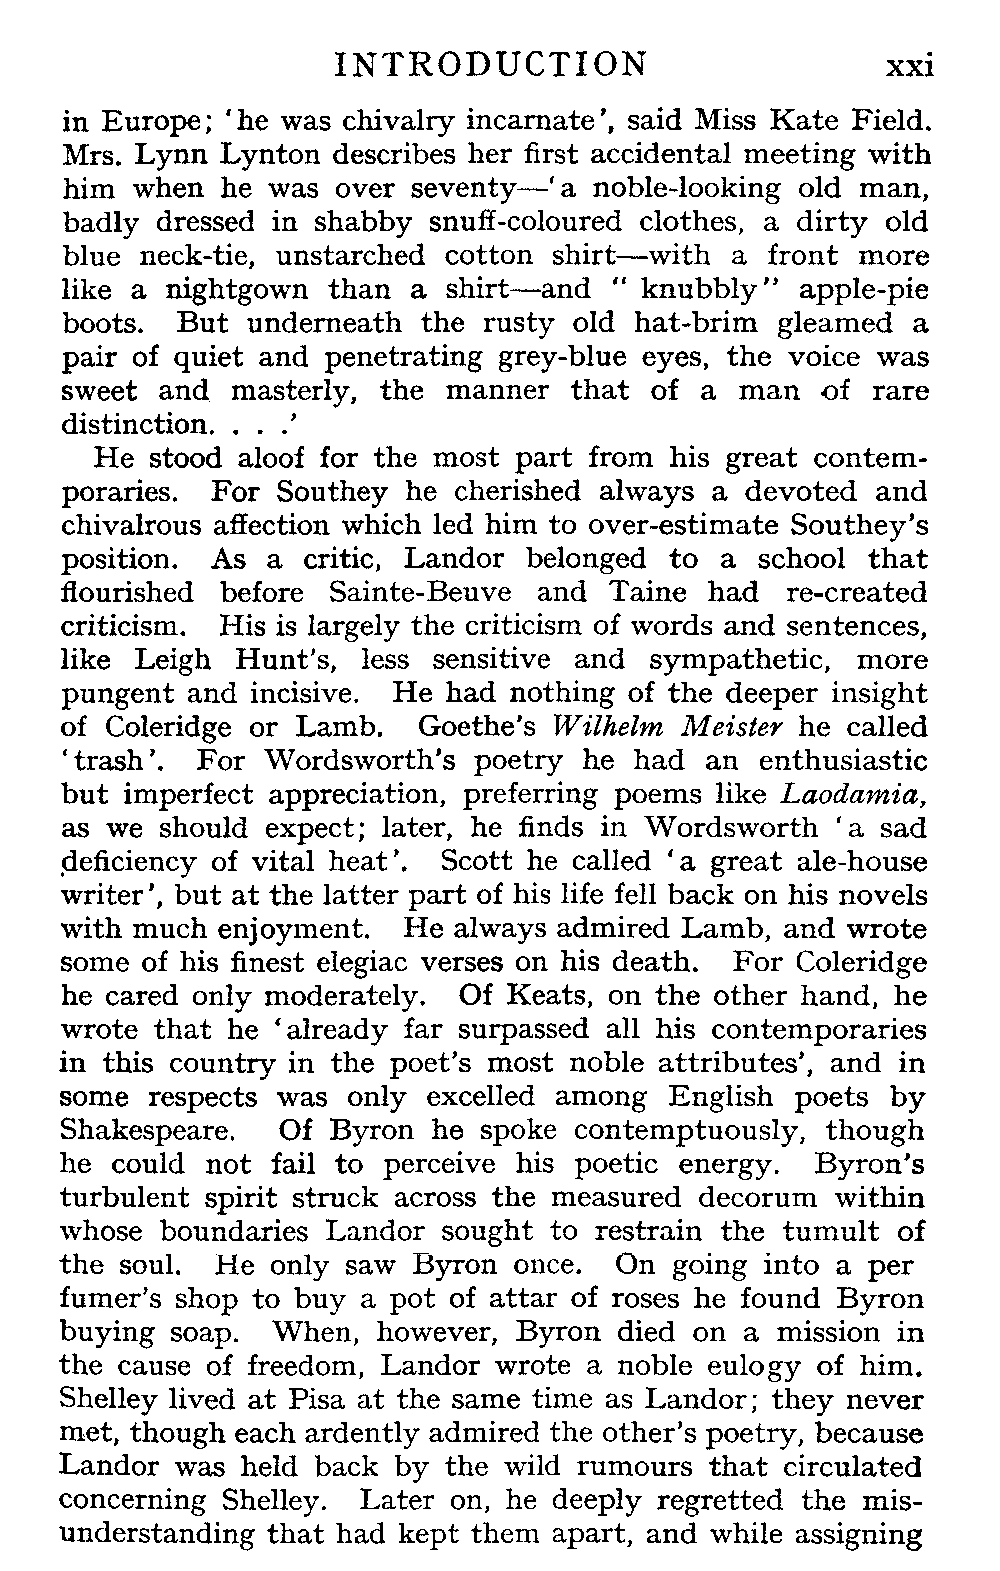 INTRODUCTION xxi
in Europe; 'he was chivalry incarnate', said Miss Kate Field.
Mrs. Lynn Lynton describes her first accidental meeting with
him when he was over seventy—'a noble-looking old man,
badly dressed in shabby snuff-coloured clothes, a dirty old
blue neck-tie, unstarched cotton shirt—with a front more
like a nightgown than a shirt—and " knubbly" apple-pie
boots. But underneath the rusty old hat-brim gleamed a
pair of quiet and penetrating grey-blue eyes, the voice was
sweet and masterly, the manner that of a man of rare
distinction. . . .'
He stood aloof for the most part from his great contem-
poraries. For Southey he cherished always a devoted and
chivalrous affection which led him to over-estimate Southey's
position. As a critic, Landor belonged to a school that
flourished before Sainte-Beuve and Taine had re-created
criticism. His is largely the criticism of words and sentences,
like Leigh Hunt's, less sensitive and sympathetic, more
pungent and incisive. He had nothing of the deeper insight
of Coleridge or Lamb. Goethe's Wilhelm Meister he called
'trash'. For Wordsworth's poetry he had an enthusiastic
but imperfect appreciation, preferring poems like Laodamia,
as we should expect; later, he finds in Wordsworth 'a sad
deficiency of vital heat'. Scott he called 'a great ale-house
writer', but at the latter part of his life fell back on his novels
with much enjoyment. He always admired Lamb, and wrote
some of his finest elegiac verses on his death. For Coleridge
he cared only moderately. Of Keats, on the other hand, he
wrote that he 'already far surpassed all his contemporaries
in this country in the poet's most noble attributes', and in
some respects was only excelled among English poets by
Shakespeare. Of Byron he spoke contemptuously, though
he could not fail to perceive his poetic energy. Byron's
turbulent spirit struck across the measured decorum within
whose boundaries Landor sought to restrain the tumult of
the soul. He only saw Byron once. On going into a per
fumer's shop to buy a pot of attar of roses he found Byron
buying soap. When, however, Byron died on a mission in
the cause of freedom, Landor wrote a noble eulogy of him.
Shelley lived at Pisa at the same time as Landor; they never
met, though each ardently admired the other's poetry, because
Landor was held back by the wild rumours that circulated
concerning Shelley. Later on, he deeply regretted the mis-
understanding that had kept them apart, and while assigning